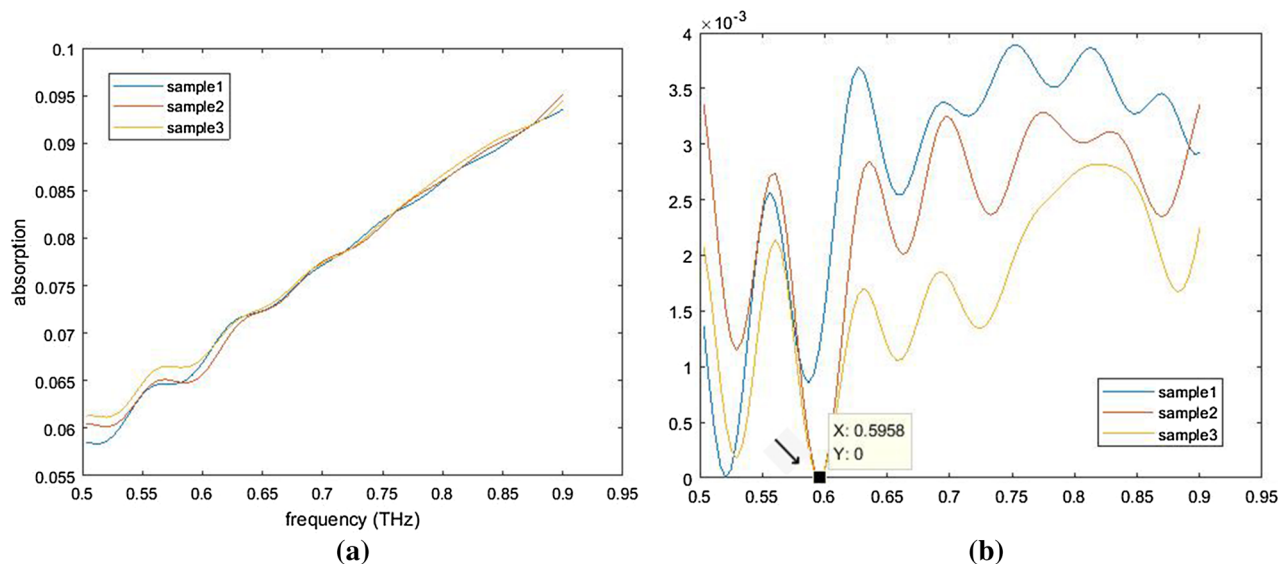 0.1
0.095
0.09
0.085
0.08
0.075
0.07
0.065
0.06
0.055
absorption
sample1
sample2
sample3
0.5 0.55 0.6 0.65 0.7 0.75 0.8 0.85 0.9 0.95
frequency (THz)
(a)
× 10⁻³
4
3.5
3
2.5
2
1.5
1
0.5
0
X: 0.5958
Y: 0
sample1
sample2
sample3
0.5 0.55 0.6 0.65 0.7 0.75 0.8 0.85 0.9 0.95
(b)